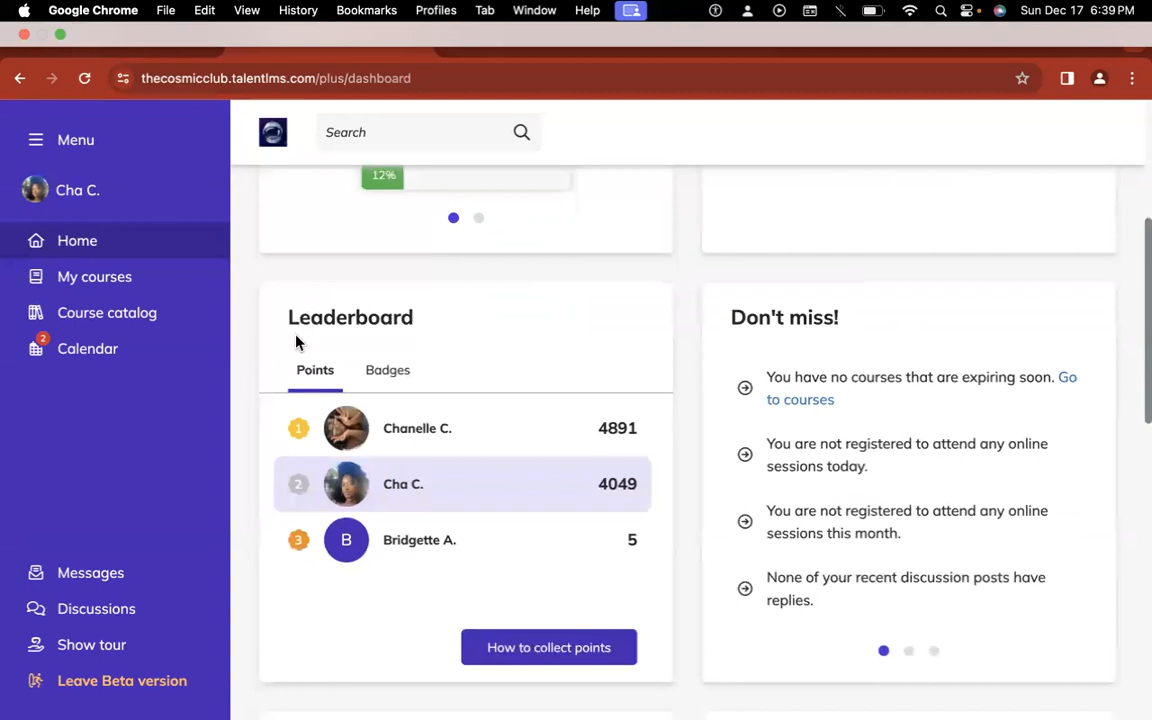 Google Chrome File Edit View History Bookmarks Profiles Tab Window Help Sun Dec 17 6:39 PM
thecosmicclub.talentlms.com/plus/dashboard
Menu
Search
Cha C.
12%
Home
My courses
Course catalog
2
Calendar
Messages
Discussions
Show tour
Leave Beta version
Leaderboard
Points Badges
1 Chanelle C. 4891
2 Cha C. 4049
3 B Bridgette A. 5
How to collect points
Don't miss!
You have no courses that are expiring soon. Go
to courses
You are not registered to attend any online
sessions today.
You are not registered to attend any online
sessions this month.
None of your recent discussion posts have
replies.